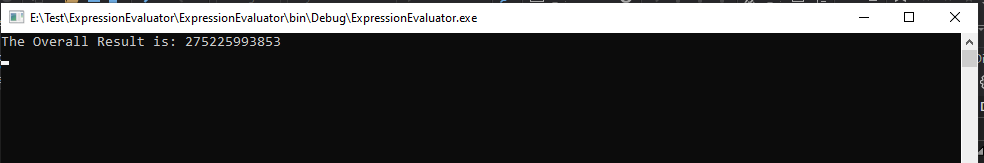 E:\Test\ExpressionEvaluator\ExpressionEvaluator\bin\Debug\ExpressionEvaluator.exe
The Overall Result is: 275225993853